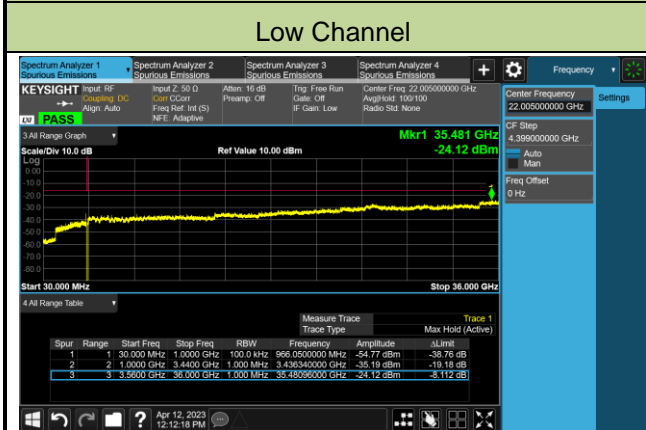 Low Channel
Spectrum Analyzer 1
Spurious Emissions
Spectrum Analyzer 2
Spurious Emissions
Spectrum Analyzer 3
Spurious Emissions
Spectrum Analyzer 4
Spurious Emissions
+
Frequency
KEYSIGHT
Input: RF
Coupling: DC
Align: Auto
Input Z: 50 Ω
Corr CCorr
Freq Ref: Int (S)
NFE: Adaptive
Atten: 16 dB
Preamp: Off
Trig: Free Run
Gate: Off
IF Gain: Low
Center Freq: 22.005000000 GHz
Avg|Hold: 100/100
Radio Std: None
LXI PASS
Center Frequency
22.005000000 GHz
Settings
CF Step
4.399000000 GHz
Auto
Man
Freq Offset
0 Hz
3 All Range Graph
Mkr1 35.481 GHz
Scale/Div 10.0 dB Ref Value 10.00 dBm -24.12 dBm
Log
0.00
-10.0
-20.0
-30.0
-40.0
-50.0
-60.0
-70.0
-80.0
1
Start 30.000 MHz Stop 36.000 GHz
4 All Range Table
Measure Trace Trace 1
Trace Type Max Hold (Active)
Spur Range Start Freq Stop Freq RBW Frequency Amplitude ΔLimit
1 1 30.000 MHz 1.0000 GHz 100.0 kHz 966.0500000 MHz -54.77 dBm -38.76 dB
2 2 1.0000 GHz 3.4400 GHz 1.000 MHz 3.436340000 GHz -35.19 dBm -19.18 dB
3 3 3.5600 GHz 36.000 GHz 1.000 MHz 35.48096000 GHz -24.12 dBm -8.112 dB
?
Apr 12, 2023
12:12:18 PM